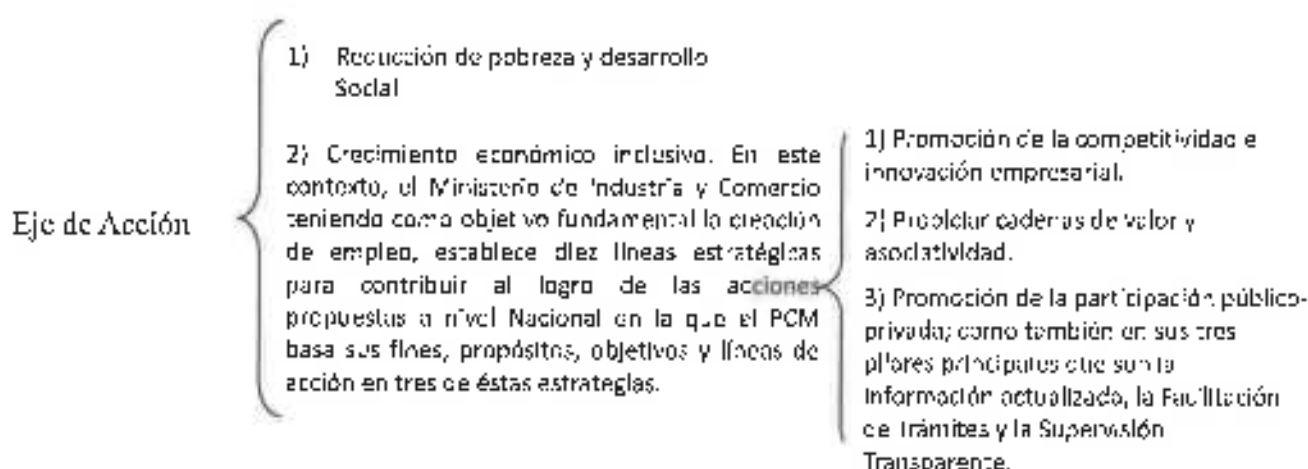 Eje de Acción
1) Reducción de pobreza y desarrollo
Social
2) Crecimiento económico inclusivo. En este
contexto, el Ministerio de Industria y Comercio
teniendo como objetivo fundamental la creación
de empleo, establece diez líneas estratégicas
para contribuir al logro de las acciones
propuestas a nivel Nacional en la que el PCM
basa sus fines, propósitos, objetivos y líneas de
acción en tres de éstas estrategias.
1) Promoción de la competitividad e
innovación empresarial.
2) Propiciar cadenas de valor y
asociatividad.
3) Promoción de la participación público-
privada; como también en sus tres
pilares principales que son la
Información actualizada, la Facilitación
de Trámites y la Supervisión
Transparente.